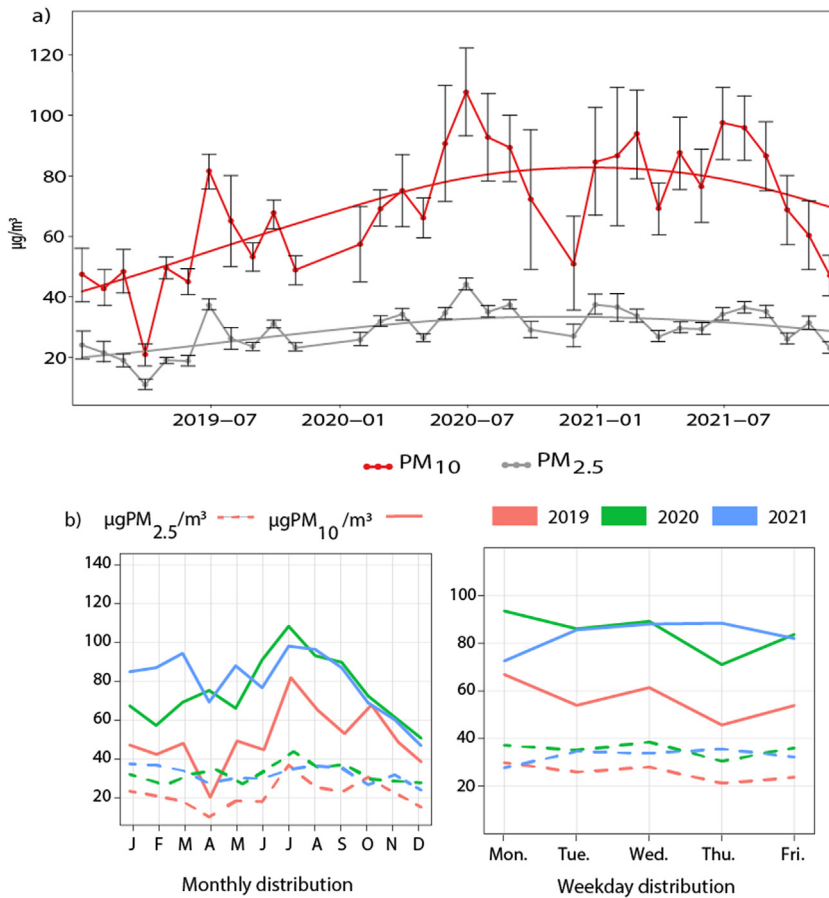 a)
120
100
80
60
40
20
µg/m³
2019–07 2020–01 2020–07 2021–01 2021–07
PM10 PM2.5
b) µgPM2.5/m³ µgPM10/m³
2019 2020 2021
140
120
100
80
60
40
20
J F M A M J J A S O N D
Monthly distribution
100
80
60
40
20
Mon. Tue. Wed. Thu. Fri.
Weekday distribution